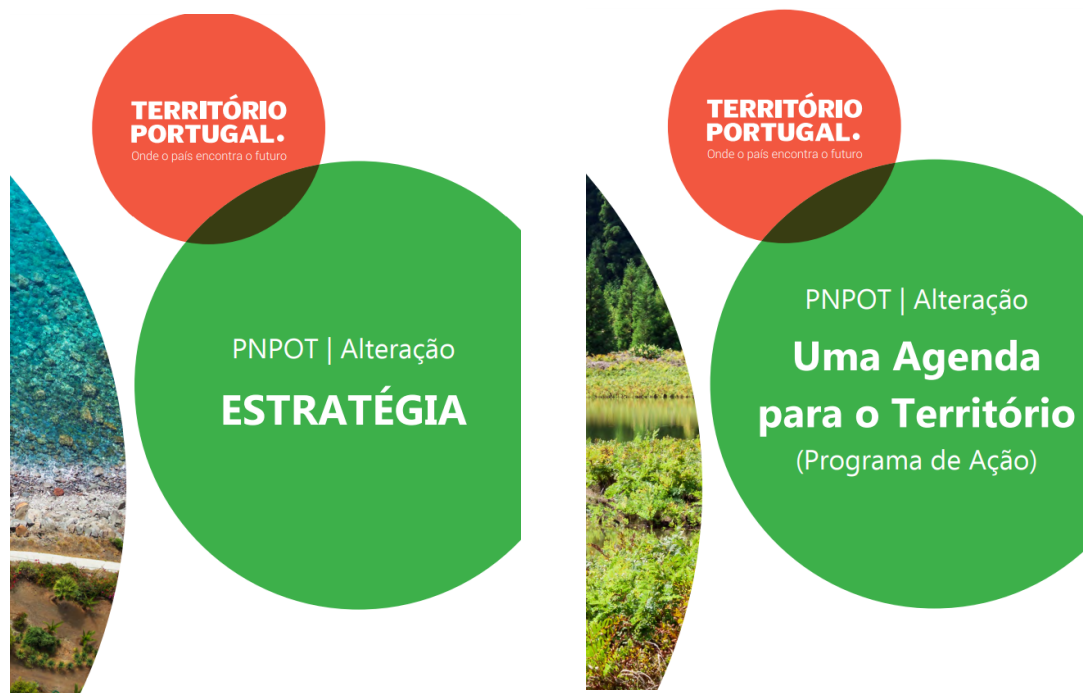 TERRITÓRIO
PORTUGAL.
Onde o país encontra o futuro
PNPOT | Alteração
ESTRATÉGIA
TERRITÓRIO
PORTUGAL.
Onde o país encontra o futuro
PNPOT | Alteração
Uma Agenda
para o Território
(Programa de Ação)